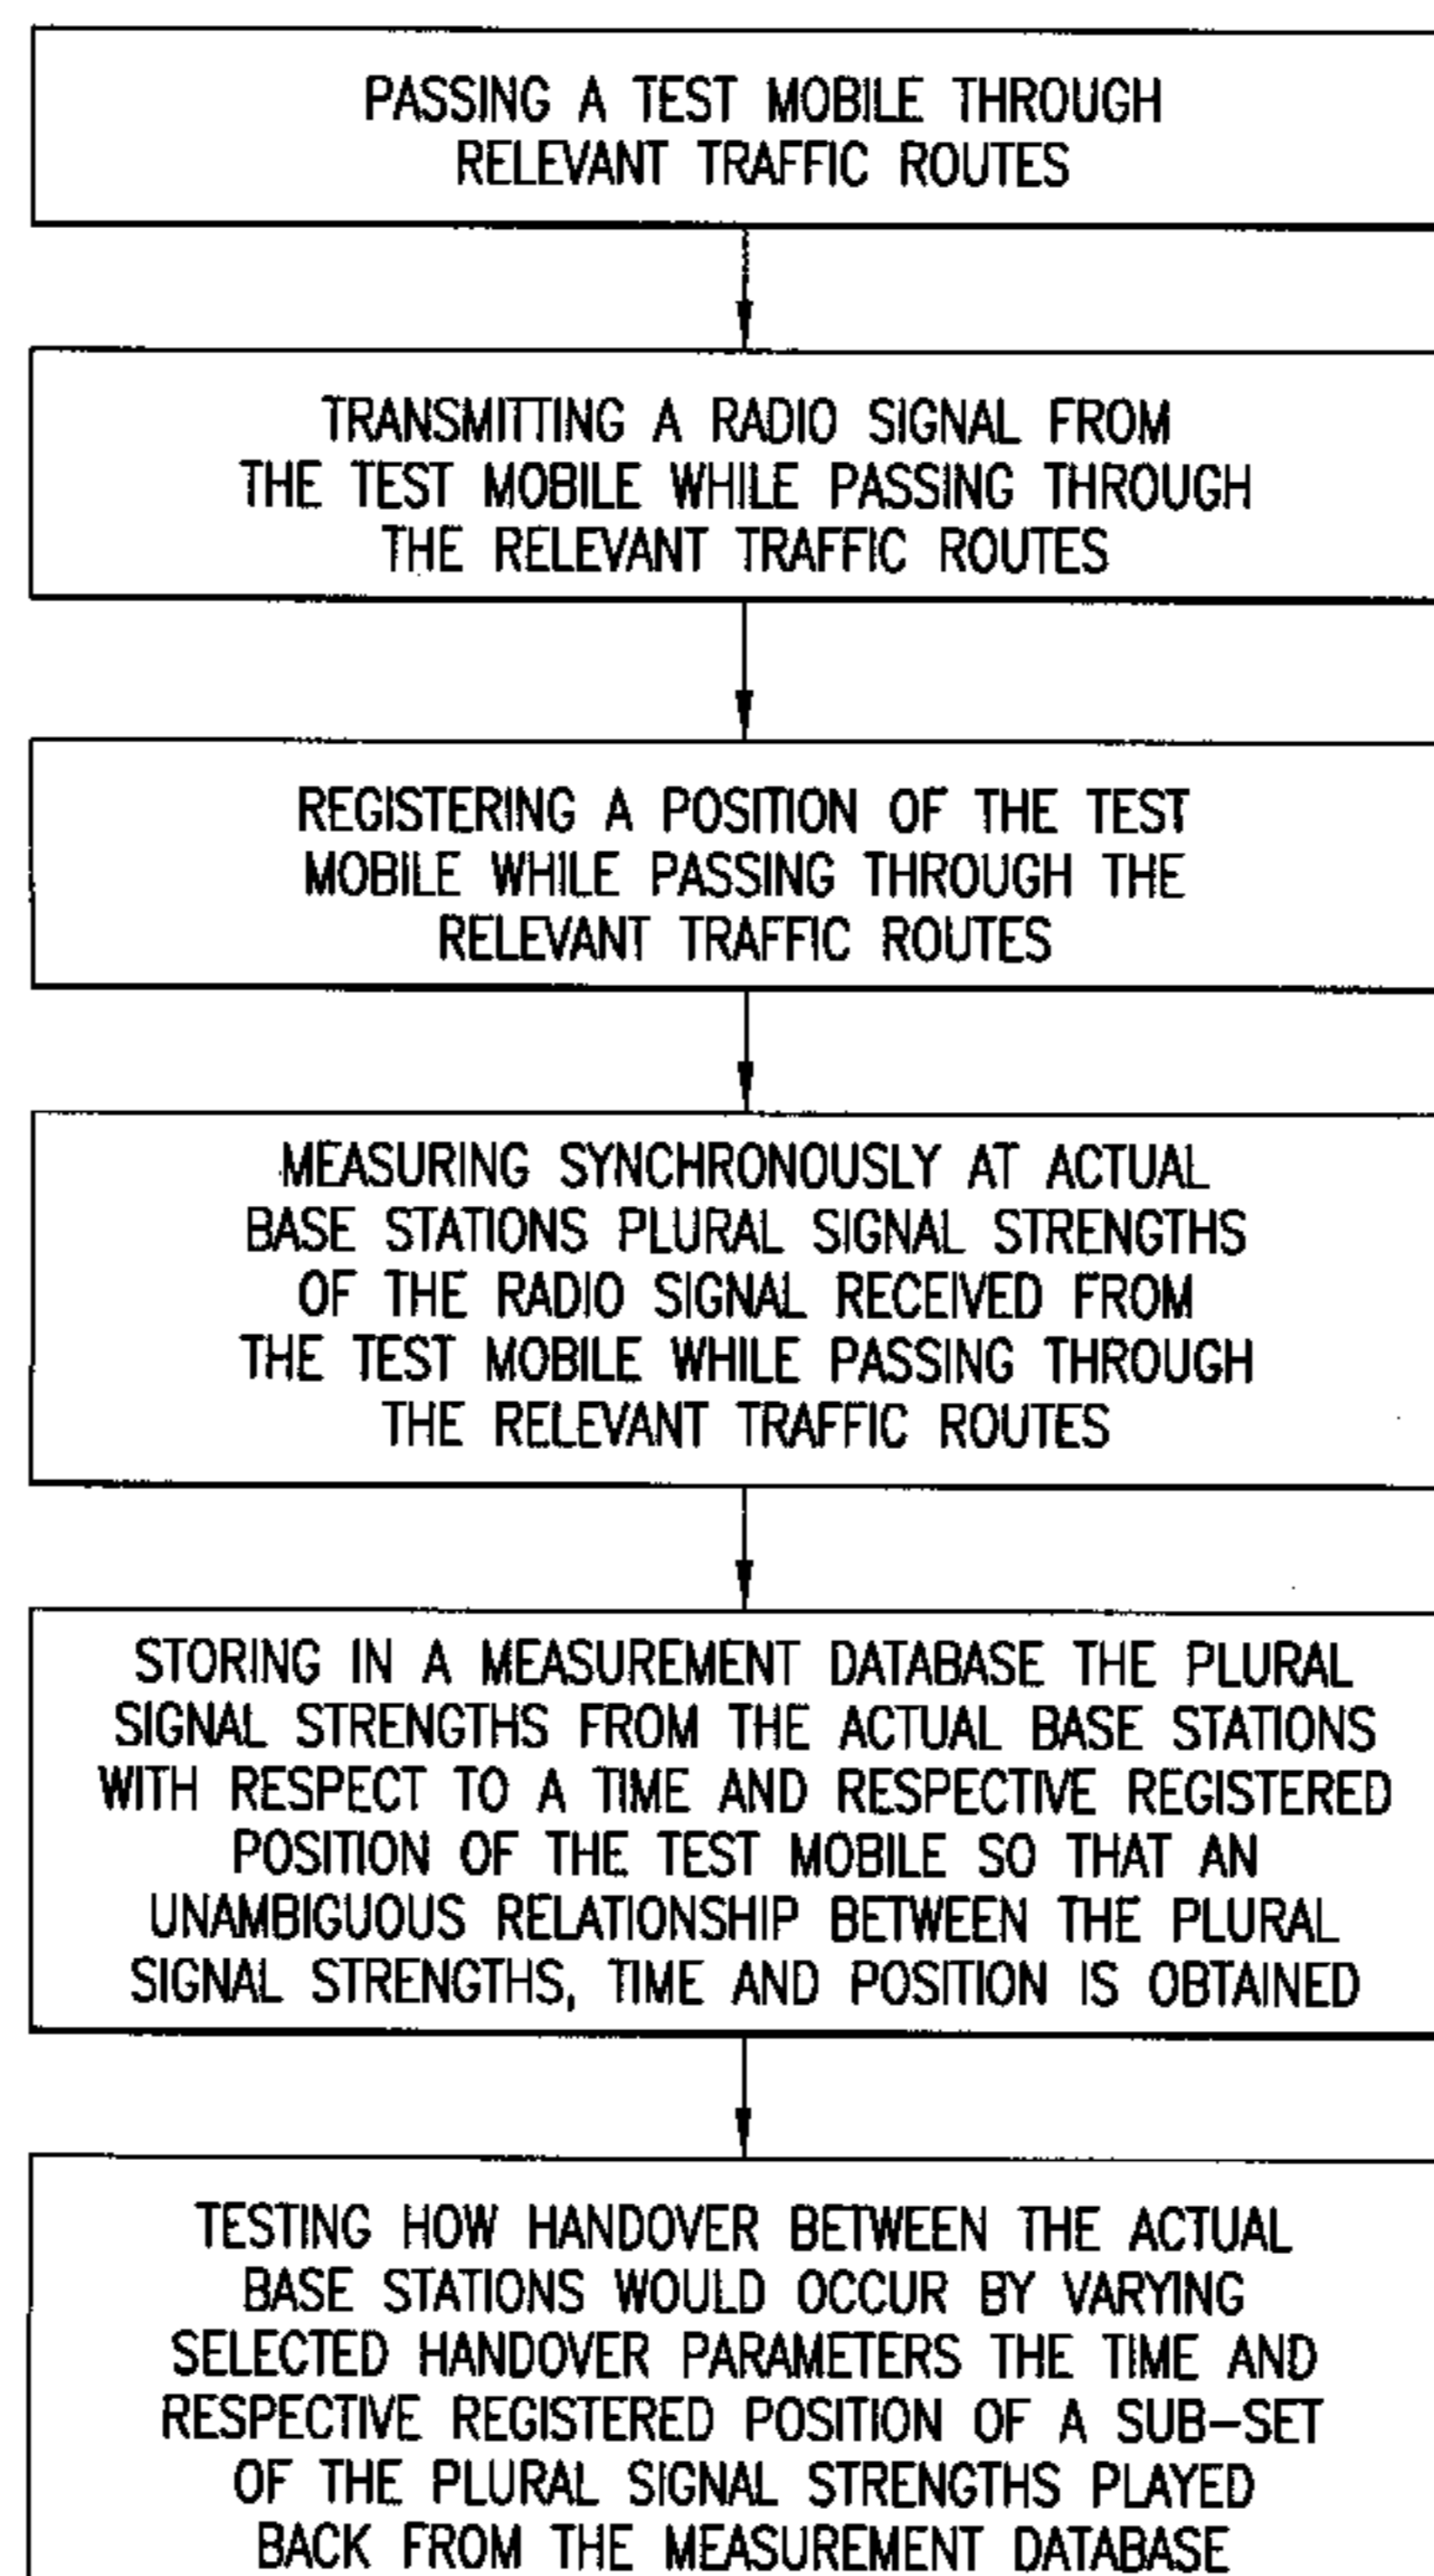 PASSING A TEST MOBILE THROUGH
RELEVANT TRAFFIC ROUTES
TRANSMITTING A RADIO SIGNAL FROM
THE TEST MOBILE WHILE PASSING THROUGH
THE RELEVANT TRAFFIC ROUTES
REGISTERING A POSITION OF THE TEST
MOBILE WHILE PASSING THROUGH THE
RELEVANT TRAFFIC ROUTES
MEASURING SYNCHRONOUSLY AT ACTUAL
BASE STATIONS PLURAL SIGNAL STRENGTHS
OF THE RADIO SIGNAL RECEIVED FROM
THE TEST MOBILE WHILE PASSING THROUGH
THE RELEVANT TRAFFIC ROUTES
STORING IN A MEASUREMENT DATABASE THE PLURAL
SIGNAL STRENGTHS FROM THE ACTUAL BASE STATIONS
WITH RESPECT TO A TIME AND RESPECTIVE REGISTERED
POSITION OF THE TEST MOBILE SO THAT AN
UNAMBIGUOUS RELATIONSHIP BETWEEN THE PLURAL
SIGNAL STRENGTHS, TIME AND POSITION IS OBTAINED
TESTING HOW HANDOVER BETWEEN THE ACTUAL
BASE STATIONS WOULD OCCUR BY VARYING
SELECTED HANDOVER PARAMETERS THE TIME AND
RESPECTIVE REGISTERED POSITION OF A SUB-SET
OF THE PLURAL SIGNAL STRENGTHS PLAYED
BACK FROM THE MEASUREMENT DATABASE